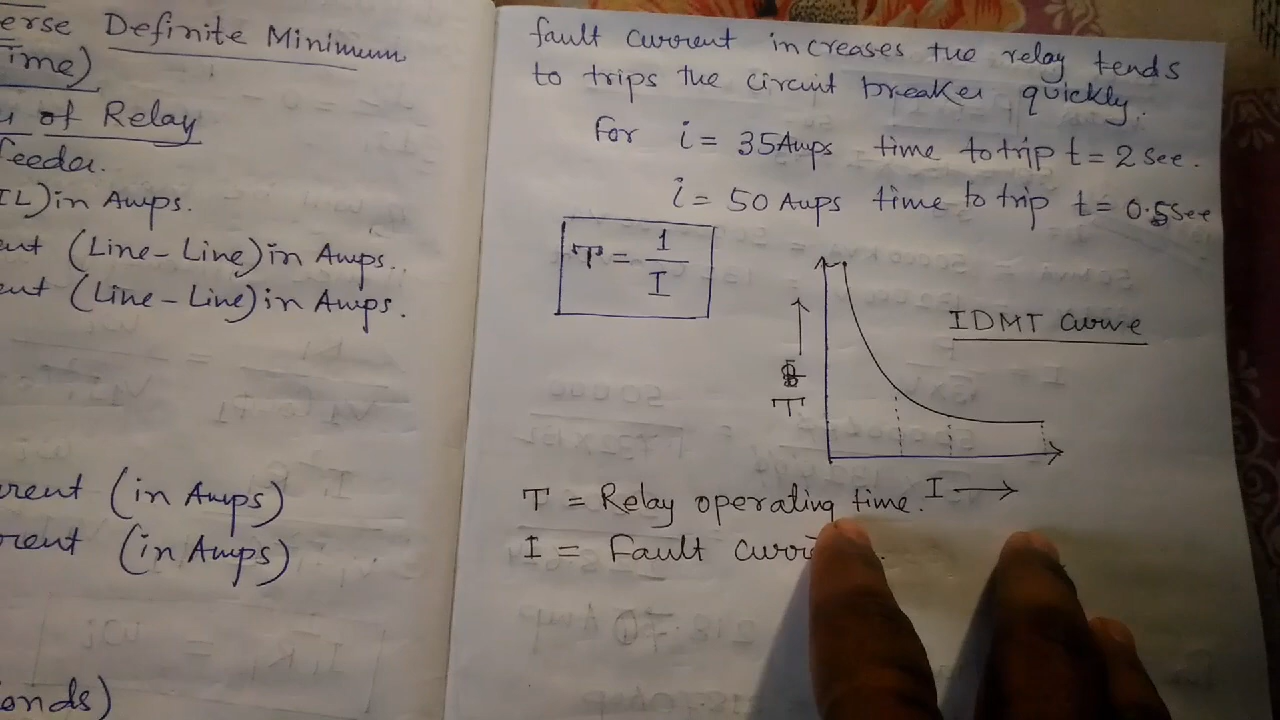 erse Definite Minimum
ime)
of Relay
feeder.
IL) in Amps.
ent (Line-Line) in Amps..
ent (Line-Line) in Amps.
rent (in Amps)
rent (in Amps)
onds)
fault current increases the relay tends
to trips the circuit breaker quickly.
for i = 35Amps time to trip t = 2 sec.
i = 50 Amps time to trip t = 0.5sec
T = 1/I
IDMT curve
T
I →
T = Relay operating time.
I = Fault